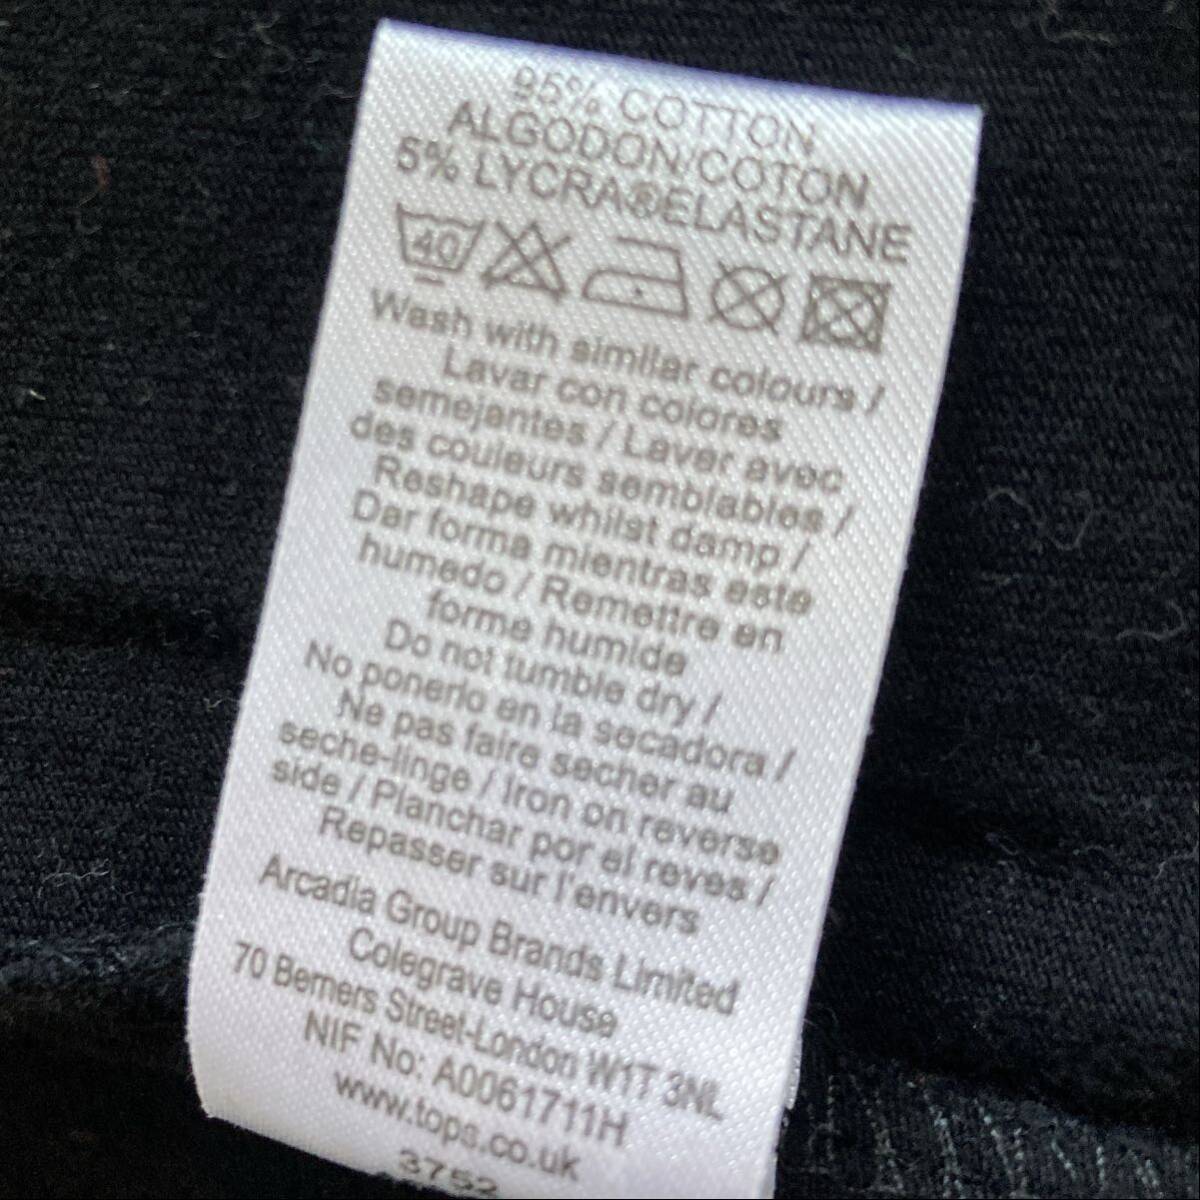 95% COTTON
ALGODON/COTON
5% LYCRA®ELASTANE
40
Wash with similar colours /
Lavar con colores
semejantes / Laver avec
des couleurs semblables /
Reshape whilst damp /
Dar forma mientras este
humedo / Remettre en
forme humide
Do not tumble dry /
No ponerlo en la secadora /
Ne pas faire secher au
seche-linge / Iron on reverse
side / Planchar por el reves /
Repasser sur l'envers
Arcadia Group Brands Limited
Colegrave House
70 Berners Street-London W1T 3NL
NIF No: A0061711H
www.tops.co.uk
3752